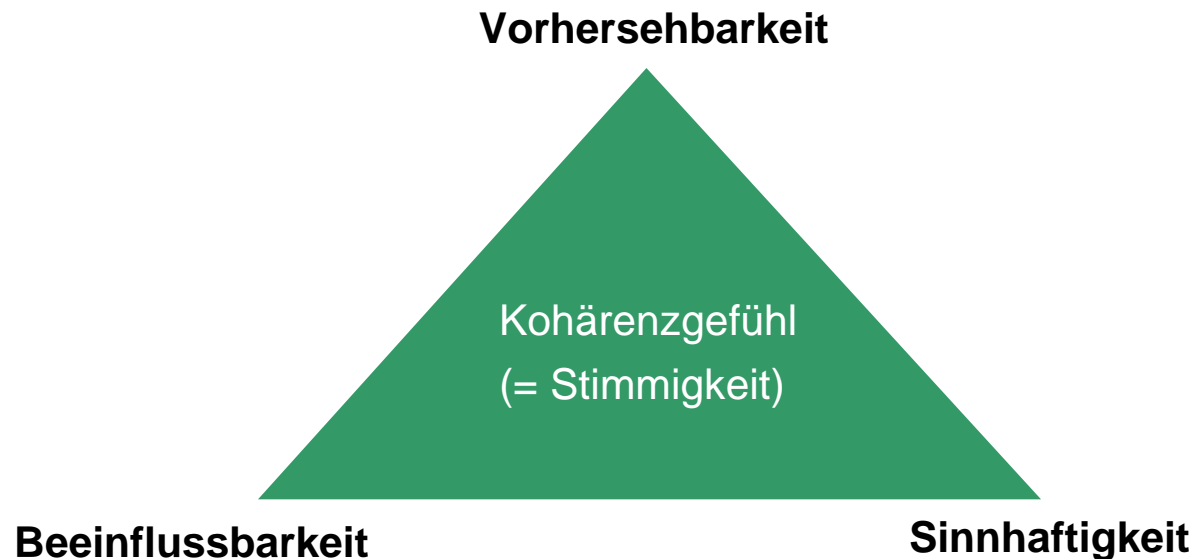 Vorhersehbarkeit
Kohärenzgefühl
(= Stimmigkeit)
Beeinflussbarkeit
Sinnhaftigkeit